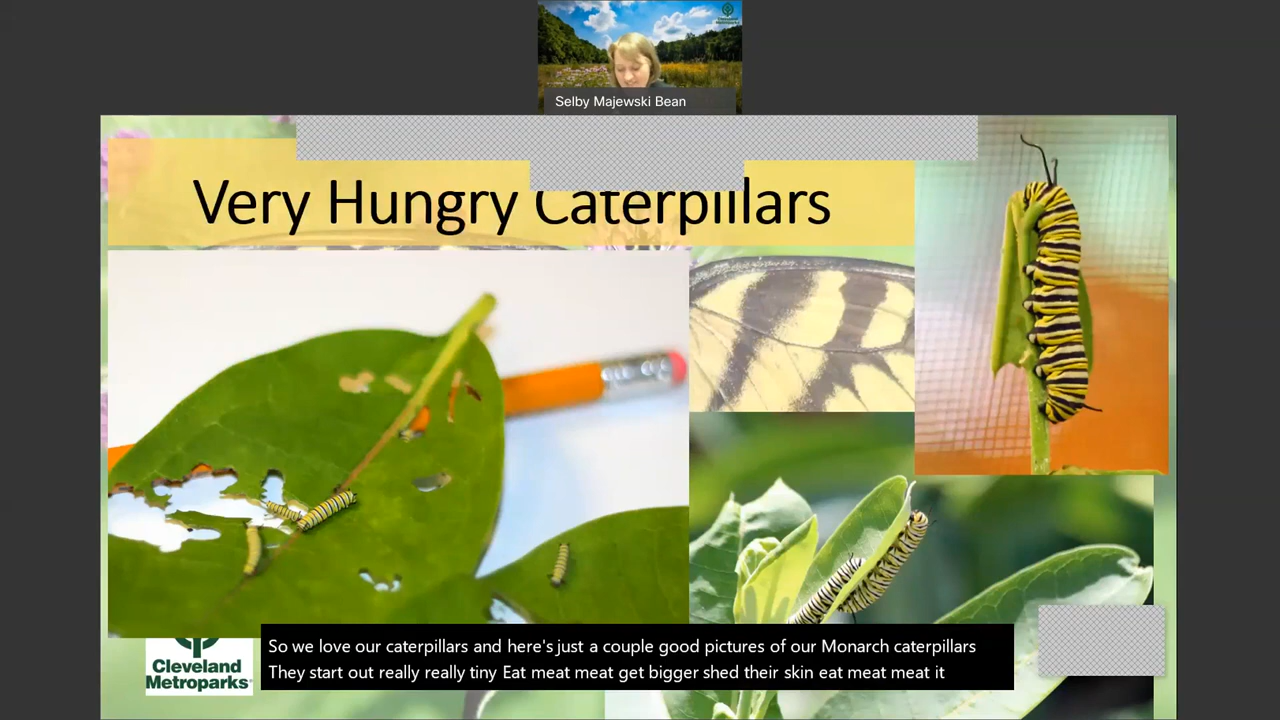 Cleveland
Metroparks
Selby Majewski Bean
Very Hungry Caterpillars
Cleveland
Metroparks
So we love our caterpillars and here's just a couple good pictures of our Monarch caterpillars
They start out really really tiny Eat meat meat get bigger shed their skin eat meat meat it